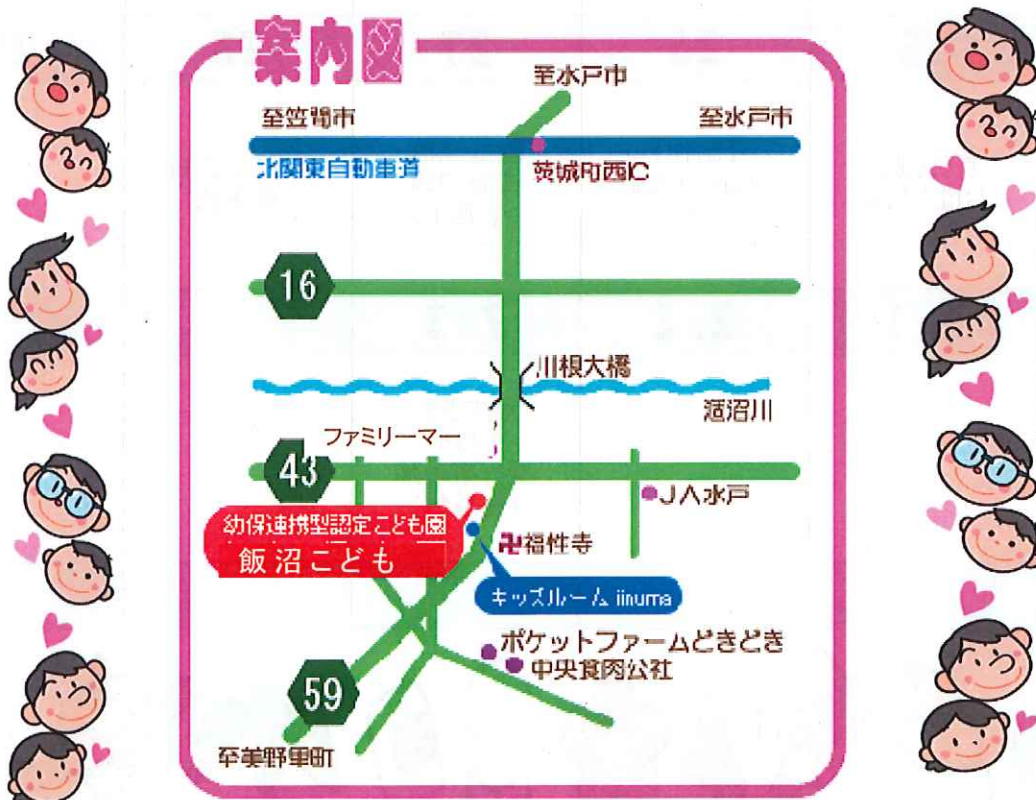 案内図
至水戸市
至笠間市
至水戸市
北関東自動車道
茨城町西IC
16
川根大橋
涸沼川
ファミリーマー
43
JA水戸
幼保連携型認定こども園
飯沼こども
卍福性寺
キッズルーム iinuma
ポケットファームどきどき
中央食肉公社
59
至美野里町